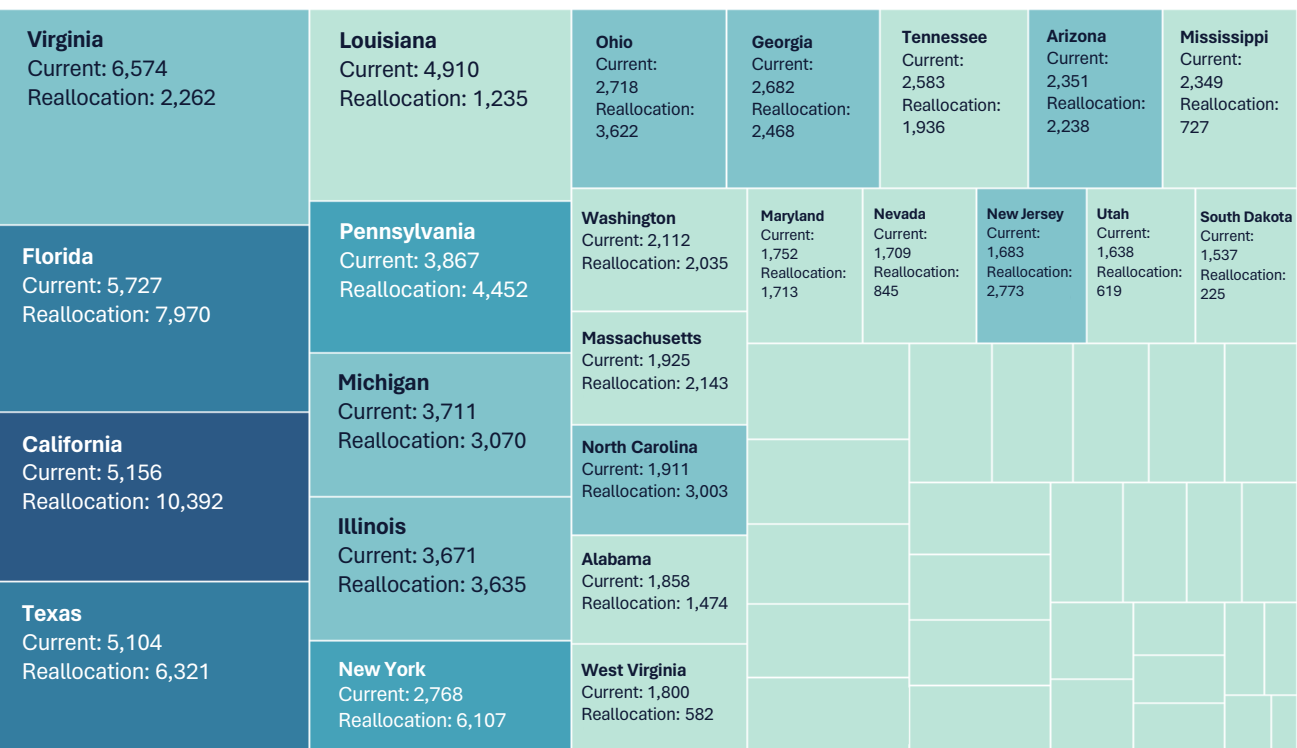 Virginia
Current: 6,574
Reallocation: 2,262
Florida
Current: 5,727
Reallocation: 7,970
California
Current: 5,156
Reallocation: 10,392
Texas
Current: 5,104
Reallocation: 6,321
Louisiana
Current: 4,910
Reallocation: 1,235
Pennsylvania
Current: 3,867
Reallocation: 4,452
Michigan
Current: 3,711
Reallocation: 3,070
Illinois
Current: 3,671
Reallocation: 3,635
New York
Current: 2,768
Reallocation: 6,107
Ohio
Current:
2,718
Reallocation:
3,622
Georgia
Current:
2,682
Reallocation:
2,468
Tennessee
Current:
2,583
Reallocation:
1,936
Arizona
Current:
2,351
Reallocation:
2,238
Mississippi
Current:
2,349
Reallocation:
727
Washington
Current: 2,112
Reallocation: 2,035
Massachusetts
Current: 1,925
Reallocation: 2,143
North Carolina
Current: 1,911
Reallocation: 3,003
Alabama
Current: 1,858
Reallocation: 1,474
West Virginia
Current: 1,800
Reallocation: 582
Maryland
Current:
1,752
Reallocation:
1,713
Nevada
Current:
1,709
Reallocation:
845
New Jersey
Current:
1,683
Reallocation:
2,773
Utah
Current:
1,638
Reallocation:
619
South Dakota
Current:
1,537
Reallocation:
225